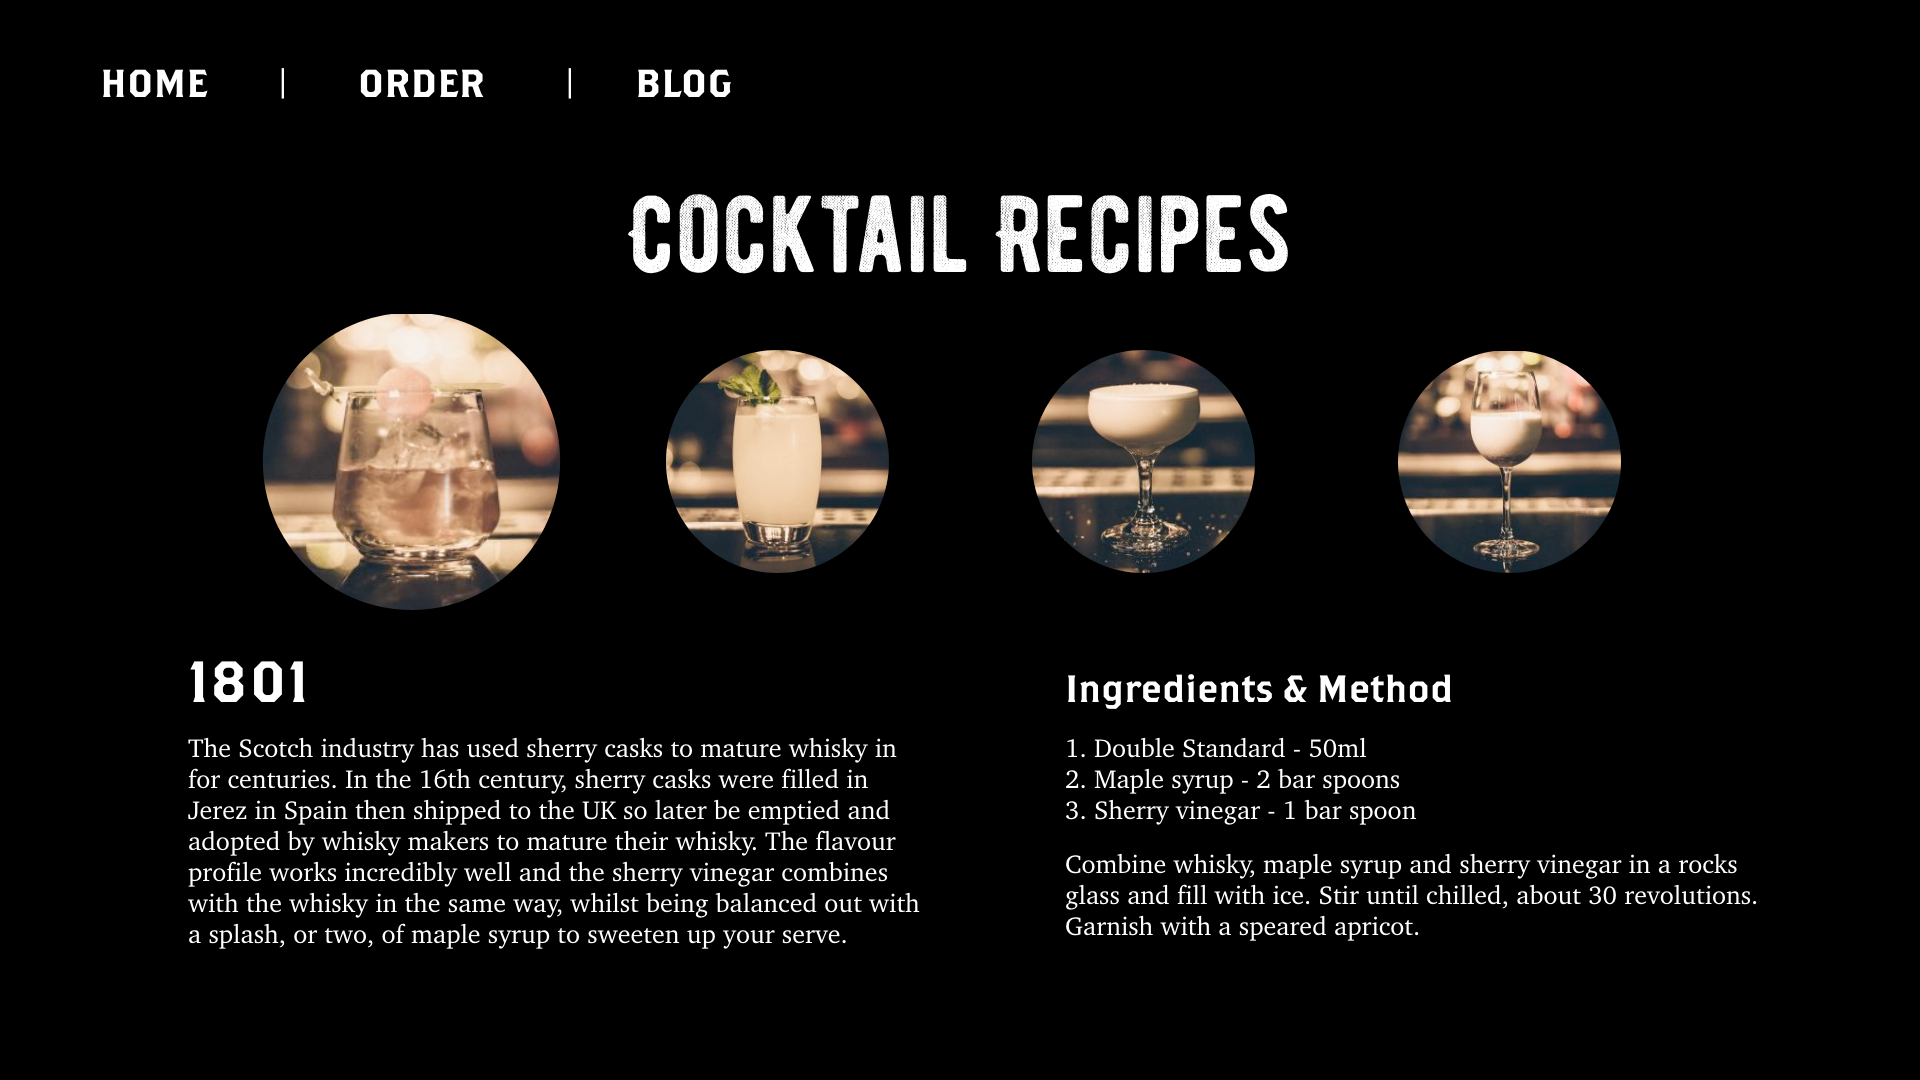 HOME | ORDER | BLOG
COCKTAIL RECIPES
1801
The Scotch industry has used sherry casks to mature whisky in
for centuries. In the 16th century, sherry casks were filled in
Jerez in Spain then shipped to the UK so later be emptied and
adopted by whisky makers to mature their whisky. The flavour
profile works incredibly well and the sherry vinegar combines
with the whisky in the same way, whilst being balanced out with
a splash, or two, of maple syrup to sweeten up your serve.
Ingredients & Method
1. Double Standard - 50ml
2. Maple syrup - 2 bar spoons
3. Sherry vinegar - 1 bar spoon
Combine whisky, maple syrup and sherry vinegar in a rocks
glass and fill with ice. Stir until chilled, about 30 revolutions.
Garnish with a speared apricot.